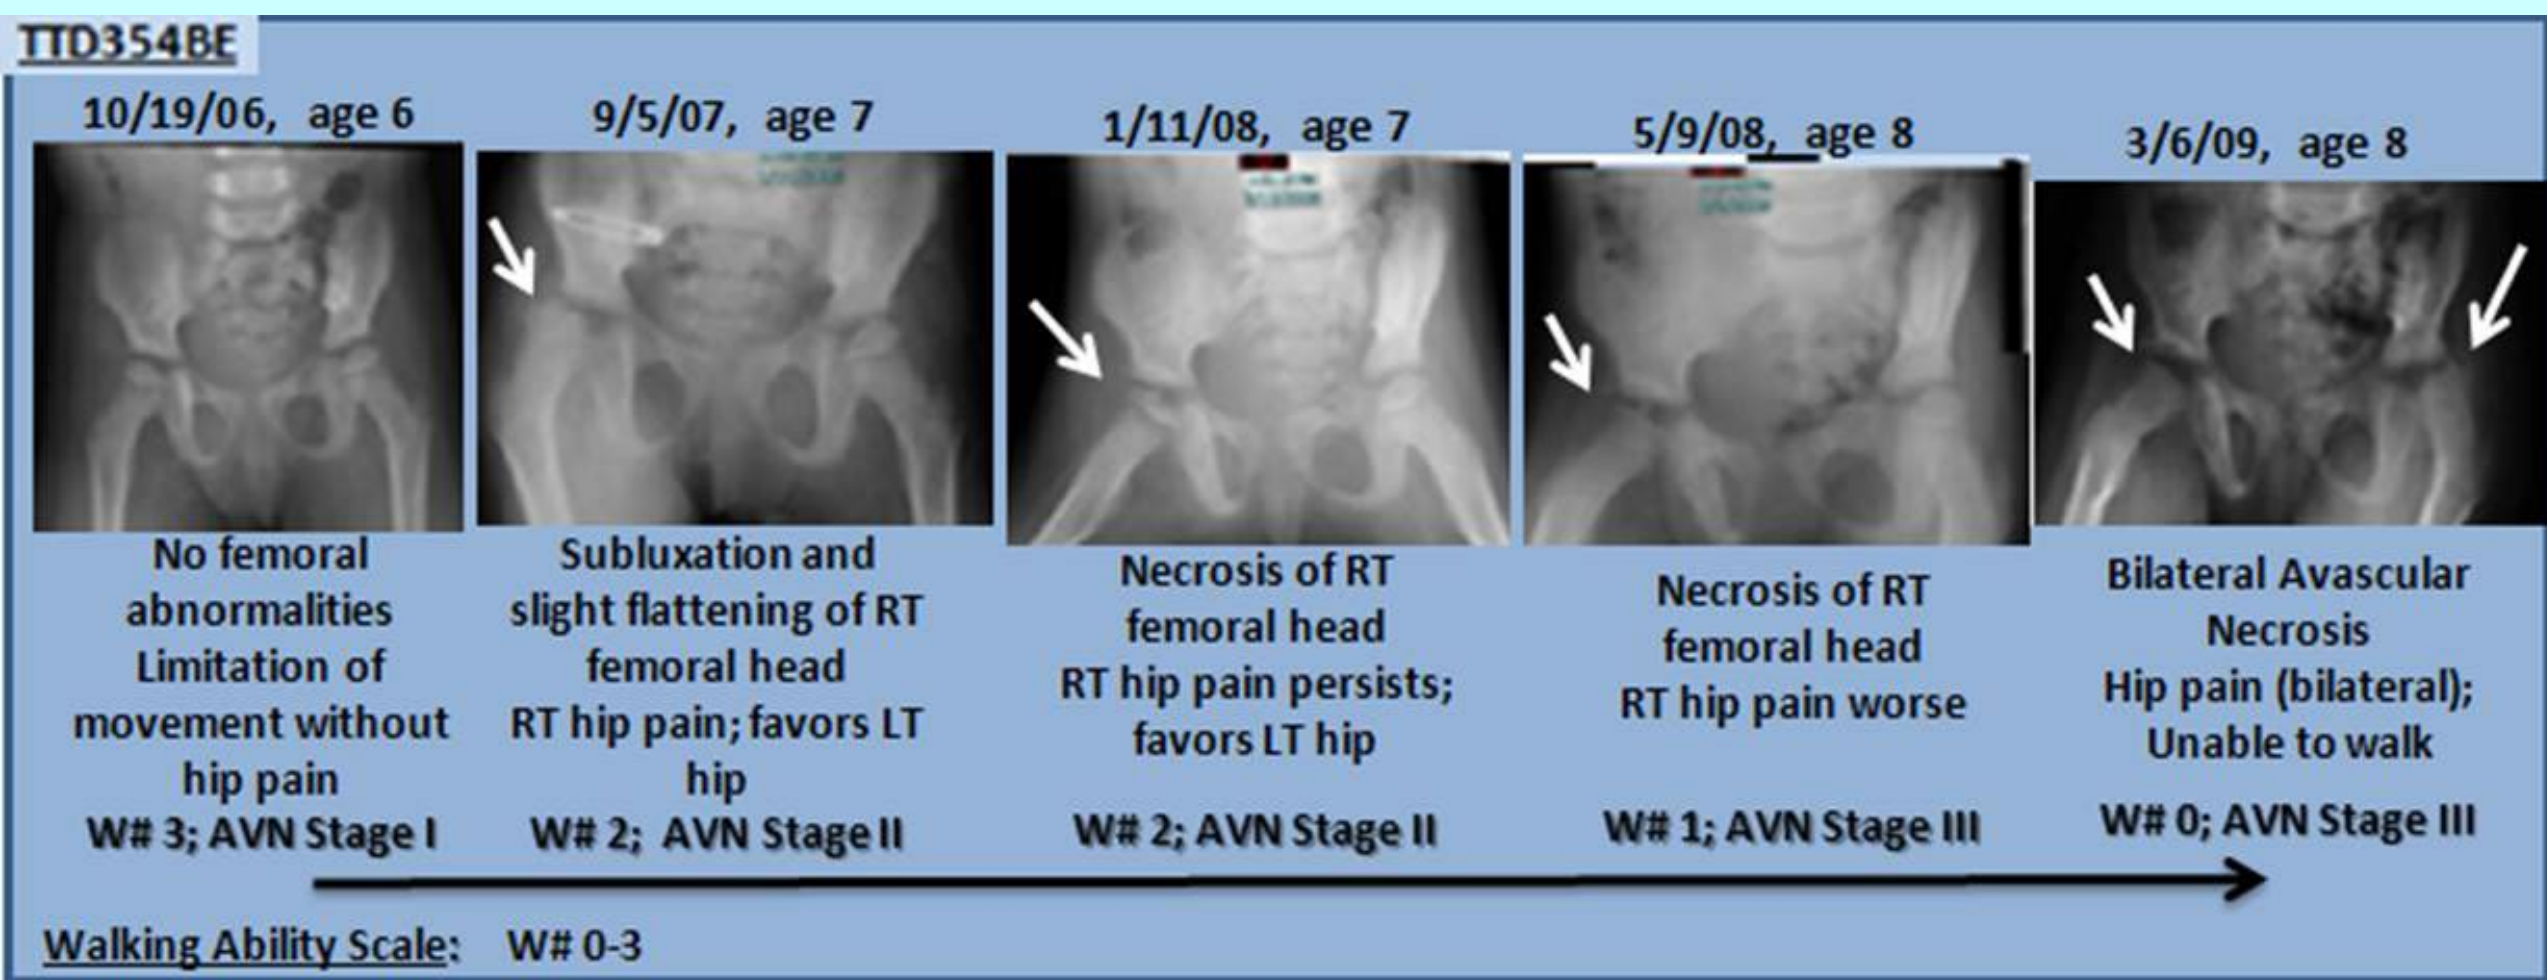 TTD354BE
10/19/06, age 6
9/5/07, age 7
1/11/08, age 7
5/9/08, age 8
3/6/09, age 8
No femoral
abnormalities
Limitation of
movement without
hip pain
W# 3; AVN Stage I
Subluxation and
slight flattening of RT
femoral head
RT hip pain; favors LT
hip
W# 2; AVN Stage II
Necrosis of RT
femoral head
RT hip pain persists;
favors LT hip
W# 2; AVN Stage II
Necrosis of RT
femoral head
RT hip pain worse
W# 1; AVN Stage III
Bilateral Avascular
Necrosis
Hip pain (bilateral);
Unable to walk
W# 0; AVN Stage III
Walking Ability Scale: W# 0-3